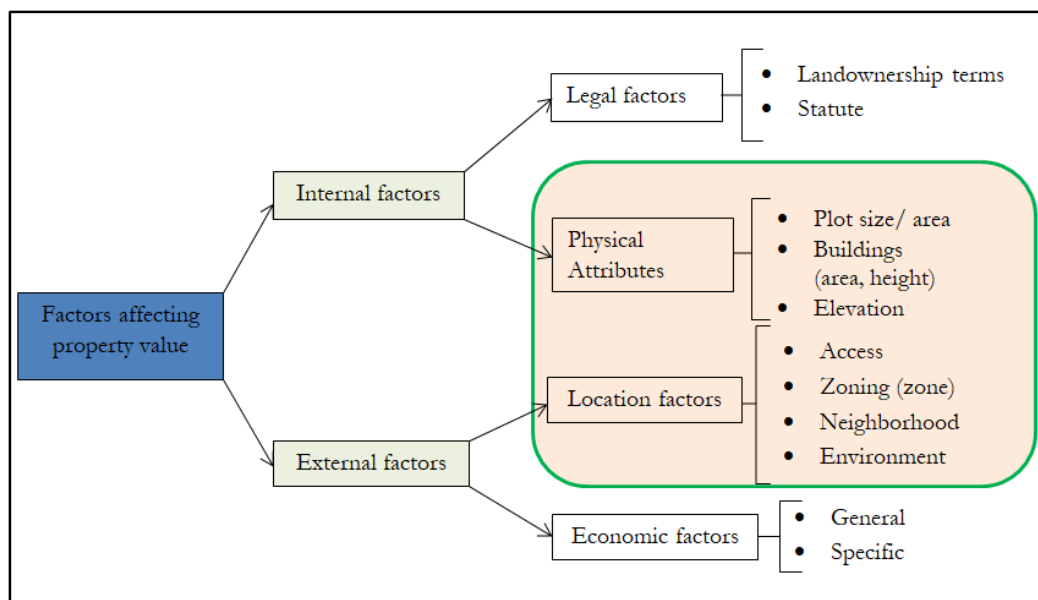 Factors affecting
property value
Internal factors
External factors
Legal factors
Landownership terms
Statute
Physical
Attributes
Plot size/ area
Buildings
(area, height)
Elevation
Location factors
Access
Zoning (zone)
Neighborhood
Environment
Economic factors
General
Specific